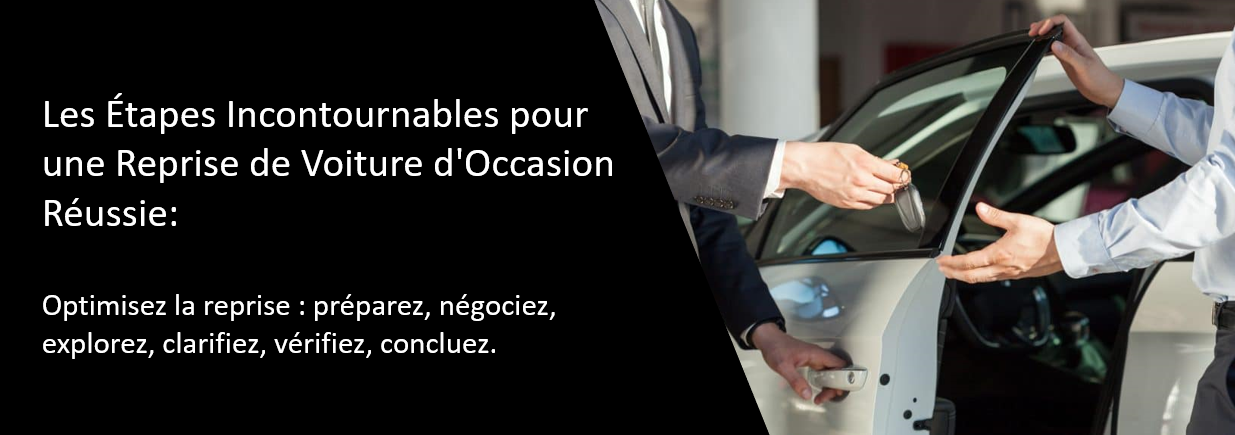 Les Étapes Incontournables pour
une Reprise de Voiture d'Occasion
Réussie:
Optimisez la reprise : préparez, négociez,
explorez, clarifiez, vérifiez, concluez.